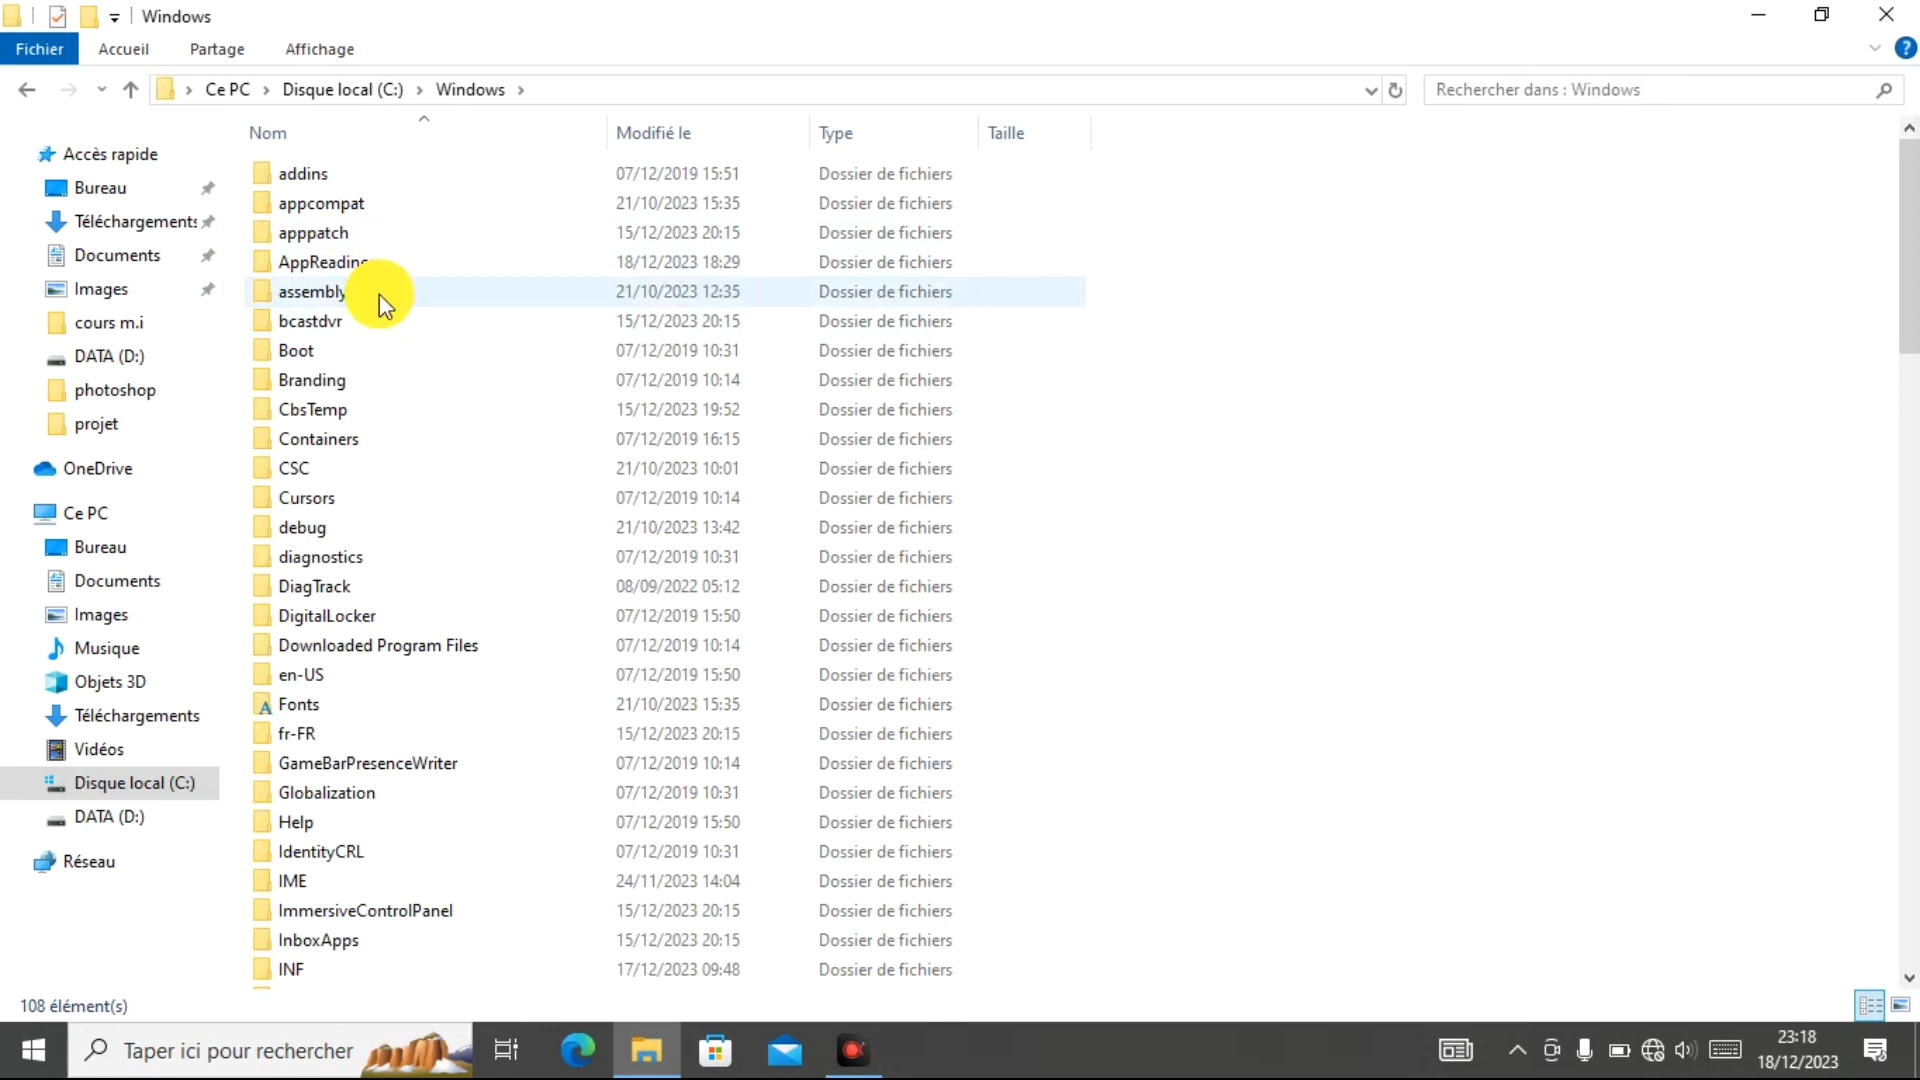 Windows
Fichier Accueil Partage Affichage
Ce PC Disque local (C:) Windows Rechercher dans : Windows
Nom Modifié le Type Taille
Accès rapide
Bureau
Téléchargements
Documents
Images
cours m.i
DATA (D:)
photoshop
projet
OneDrive
Ce PC
Bureau
Documents
Images
Musique
Objets 3D
Téléchargements
Vidéos
Disque local (C:)
DATA (D:)
Réseau
addins 07/12/2019 15:51 Dossier de fichiers
appcompat 21/10/2023 15:35 Dossier de fichiers
apppatch 15/12/2023 20:15 Dossier de fichiers
AppReadine 18/12/2023 18:29 Dossier de fichiers
assembly 21/10/2023 12:35 Dossier de fichiers
bcastdvr 15/12/2023 20:15 Dossier de fichiers
Boot 07/12/2019 10:31 Dossier de fichiers
Branding 07/12/2019 10:14 Dossier de fichiers
CbsTemp 15/12/2023 19:52 Dossier de fichiers
Containers 07/12/2019 16:15 Dossier de fichiers
CSC 21/10/2023 10:01 Dossier de fichiers
Cursors 07/12/2019 10:14 Dossier de fichiers
debug 21/10/2023 13:42 Dossier de fichiers
diagnostics 07/12/2019 10:31 Dossier de fichiers
DiagTrack 08/09/2022 05:12 Dossier de fichiers
DigitalLocker 07/12/2019 15:50 Dossier de fichiers
Downloaded Program Files 07/12/2019 10:14 Dossier de fichiers
en-US 07/12/2019 15:50 Dossier de fichiers
Fonts 21/10/2023 15:35 Dossier de fichiers
fr-FR 15/12/2023 20:15 Dossier de fichiers
GameBarPresenceWriter 07/12/2019 10:14 Dossier de fichiers
Globalization 07/12/2019 10:31 Dossier de fichiers
Help 07/12/2019 15:50 Dossier de fichiers
IdentityCRL 07/12/2019 10:31 Dossier de fichiers
IME 24/11/2023 14:04 Dossier de fichiers
ImmersiveControlPanel 15/12/2023 20:15 Dossier de fichiers
InboxApps 15/12/2023 20:15 Dossier de fichiers
INF 17/12/2023 09:48 Dossier de fichiers
108 élément(s)
Taper ici pour rechercher
23:18
18/12/2023